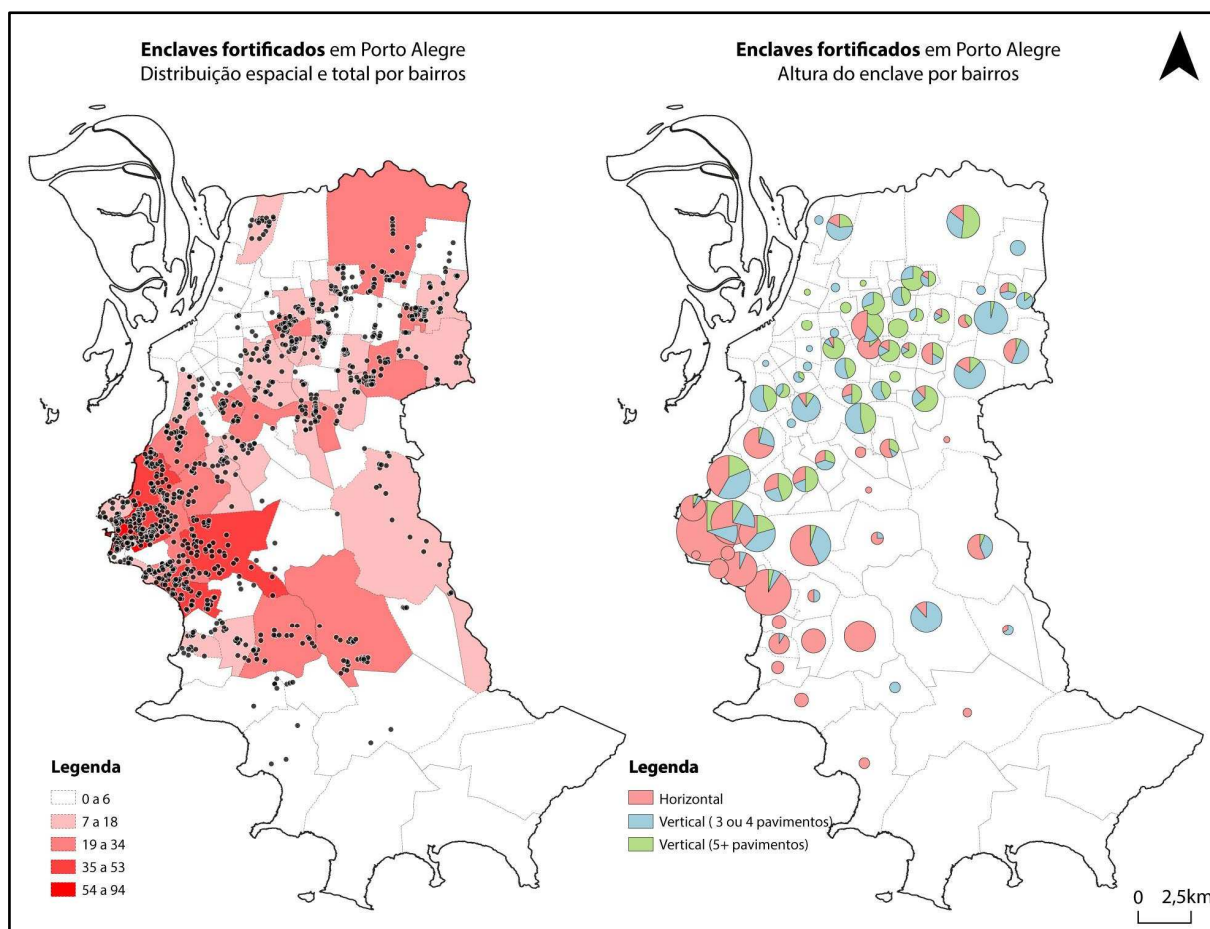 Enclaves fortificados em Porto Alegre
Distribuição espacial e total por bairros
Legenda
0 a 6
7 a 18
19 a 34
35 a 53
54 a 94
Enclaves fortificados em Porto Alegre
Altura do enclave por bairros
Legenda
Horizontal
Vertical ( 3 ou 4 pavimentos)
Vertical (5+ pavimentos)
0 2,5km